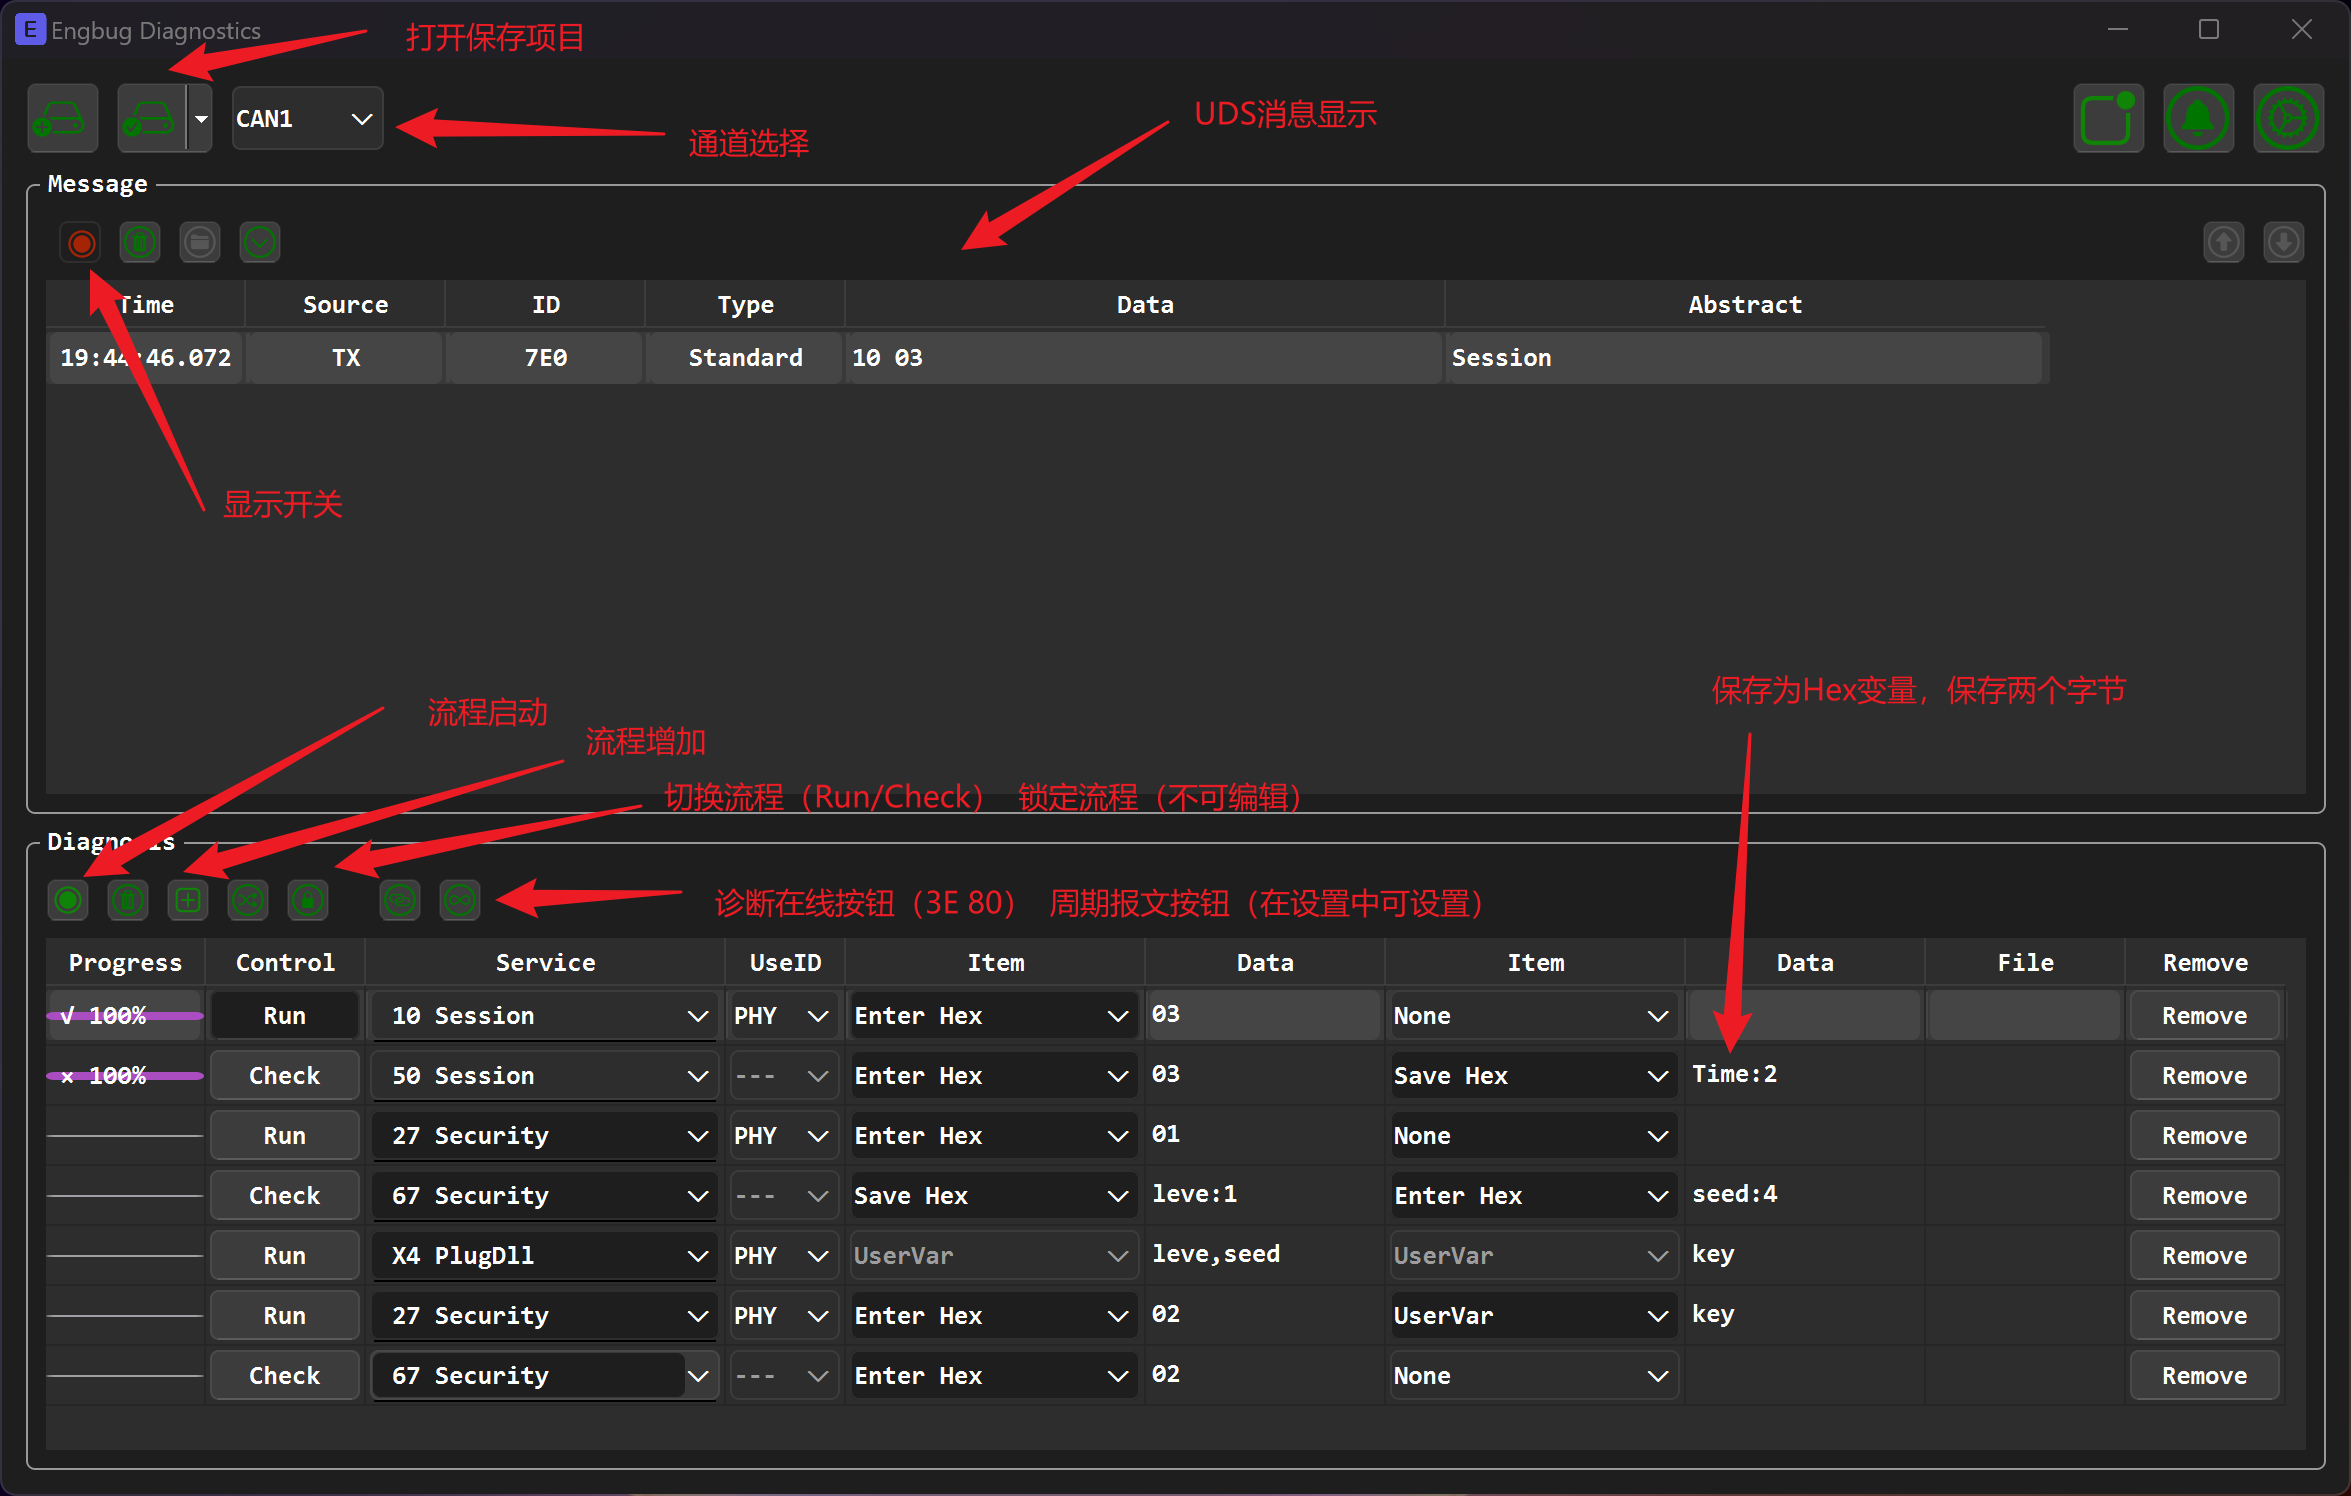 E Engbug Diagnostics
打开保存项目
CAN1
通道选择
UDS消息显示
Message
Time Source ID Type Data Abstract
19:44:46.072 TX 7E0 Standard 10 03 Session
显示开关
保存为Hex变量，保存两个字节
流程启动
流程增加
切换流程（Run/Check） 锁定流程（不可编辑）
Diagnosis
诊断在线按钮（3E 80） 周期报文按钮（在设置中可设置）
Progress Control Service UseID Item Data Item Data File Remove
√ 100% Run 10 Session PHY Enter Hex 03 None Remove
× 100% Check 50 Session --- Enter Hex 03 Save Hex Time:2 Remove
Run 27 Security PHY Enter Hex 01 None Remove
Check 67 Security --- Save Hex leve:1 Enter Hex seed:4 Remove
Run X4 PlugDll PHY UserVar leve,seed UserVar key Remove
Run 27 Security PHY Enter Hex 02 UserVar key Remove
Check 67 Security --- Enter Hex 02 None Remove